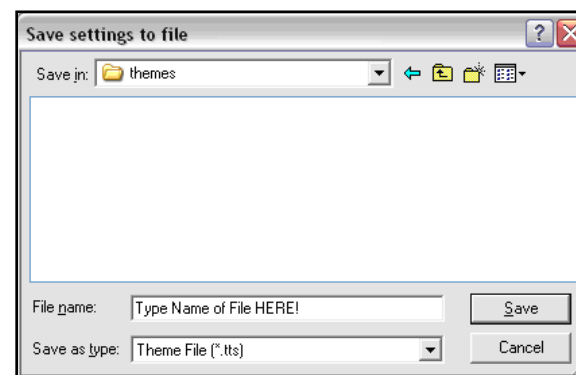 Save settings to file
Save in: themes
File name: Type Name of File HERE! Save
Save as type: Theme File (*.tts) Cancel